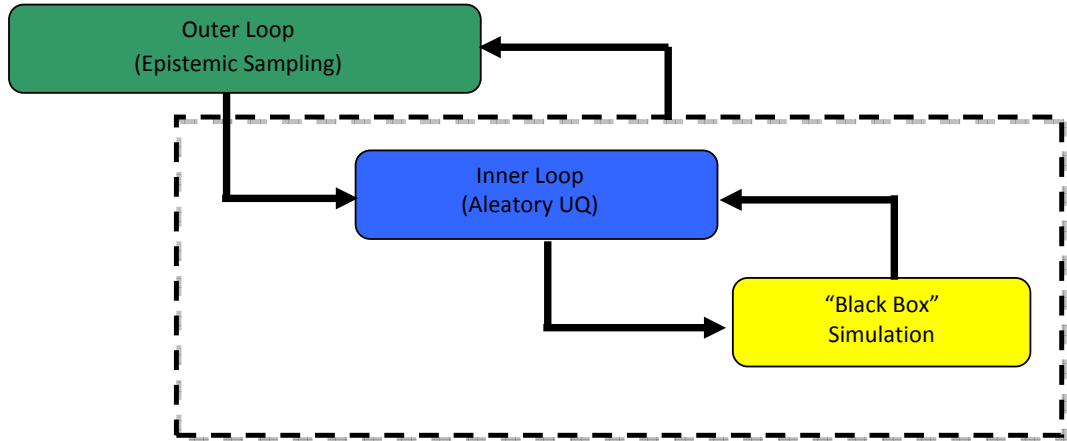 Outer Loop
(Epistemic Sampling)
Inner Loop
(Aleatory UQ)
“Black Box”
Simulation